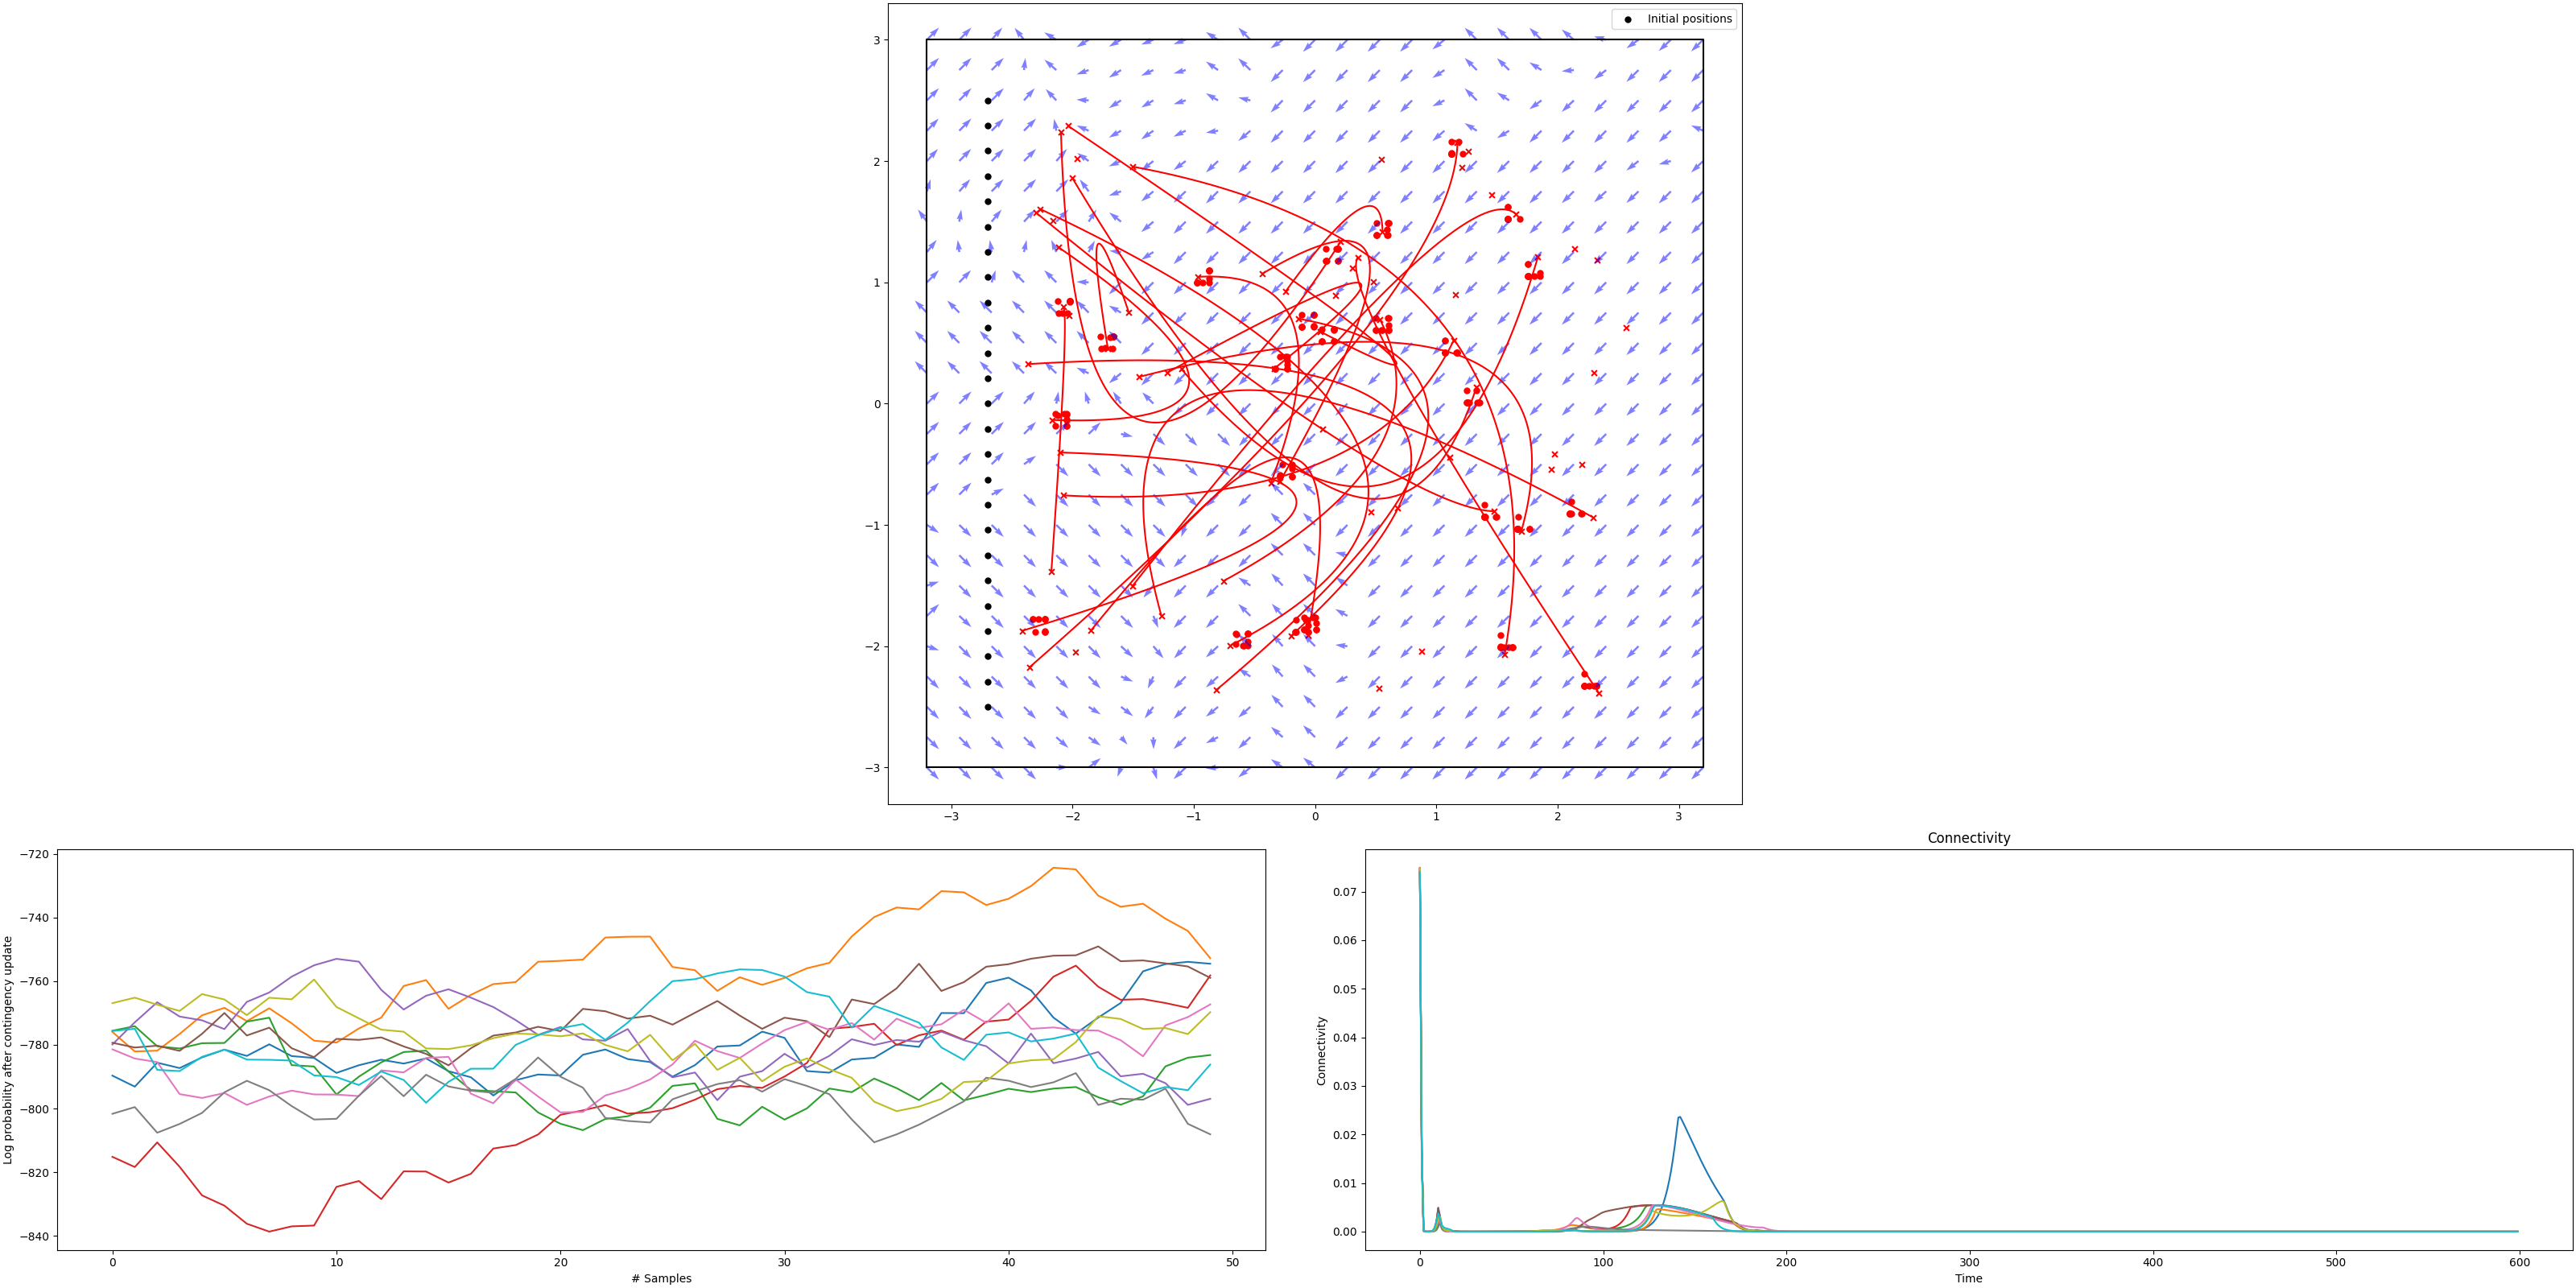 Initial positions
3
2
1
0
−1
−2
−3
−3 −2 −1 0 1 2 3
Log probability after contingency update
−720
−740
−760
−780
−800
−820
−840
0 10 20 30 40 50
# Samples
Connectivity
Connectivity
0.07
0.06
0.05
0.04
0.03
0.02
0.01
0.00
0 100 200 300 400 500 600
Time